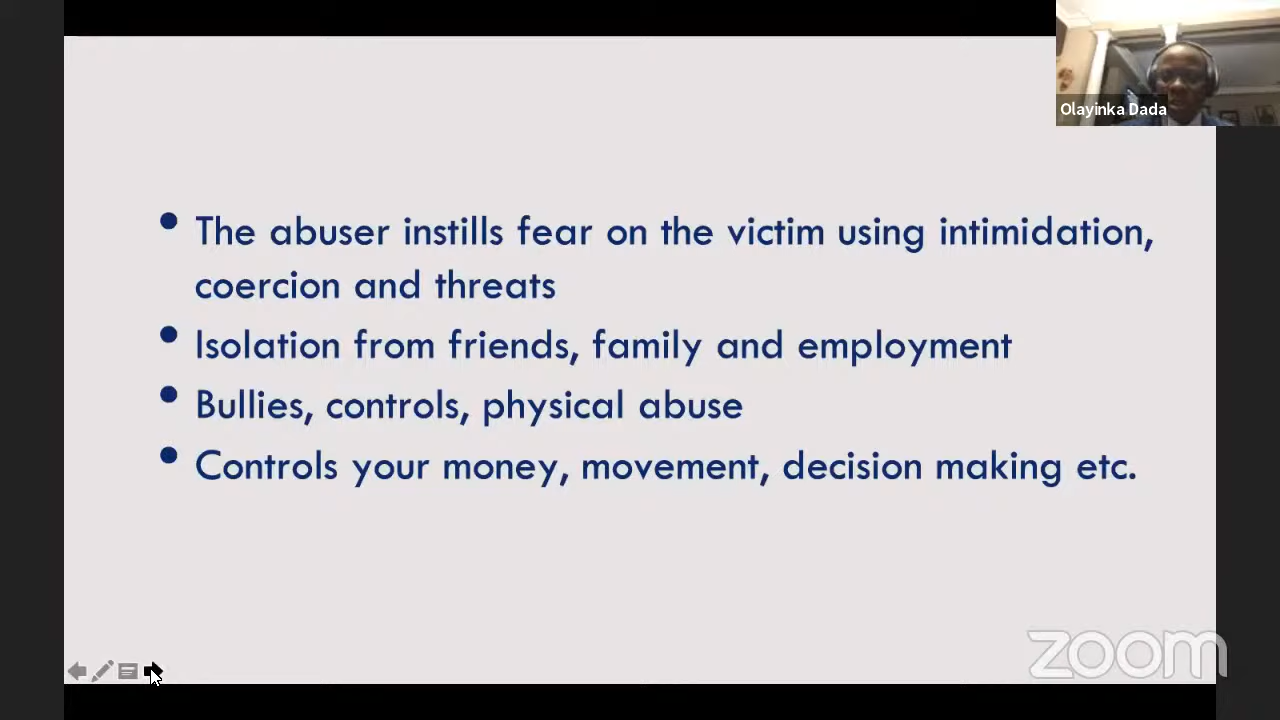 Olayinka Dada
• The abuser instills fear on the victim using intimidation,
coercion and threats
• Isolation from friends, family and employment
• Bullies, controls, physical abuse
• Controls your money, movement, decision making etc.
zoom